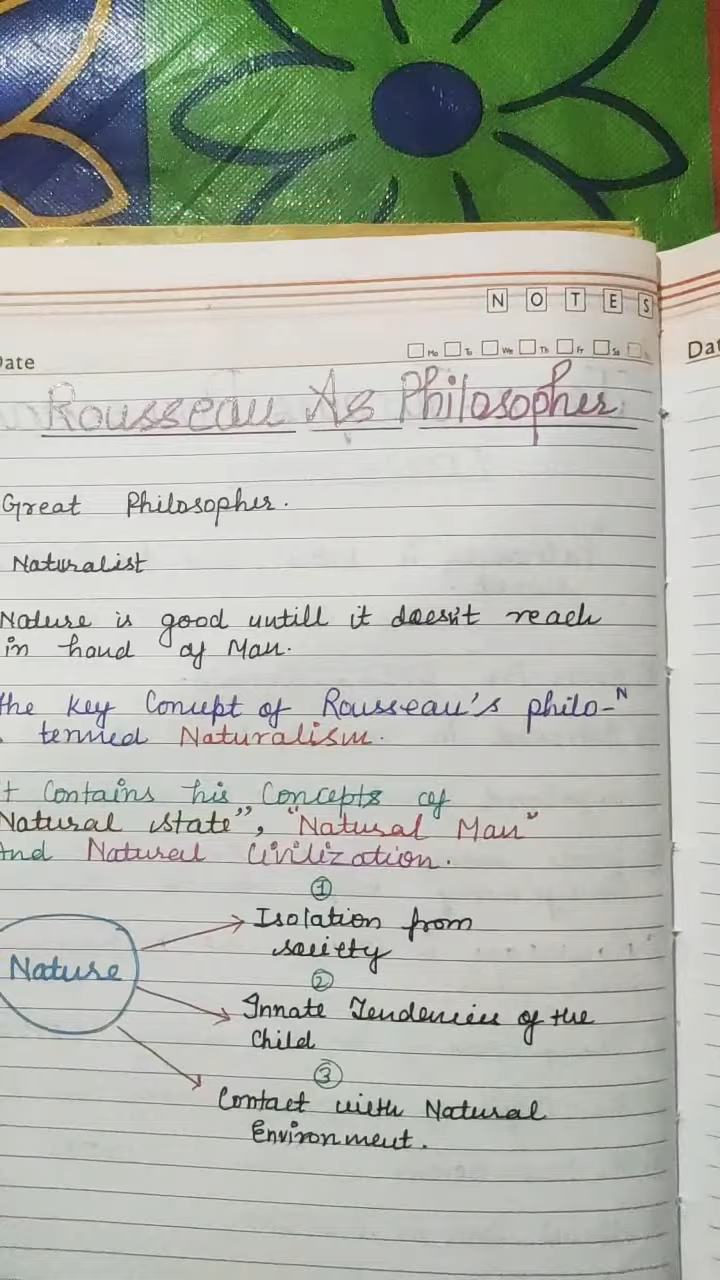 NOTES
Date
Mo Tu We Th Fr Sa
Dat
Rousseau As Philosopher
Great Philosopher.
Naturalist
Nature is good untill it doesn't reach
in hand of Man.
the key Concept of Rousseau's philo-N
termed Naturalism.
t Contains his Concepts of
Natural state", "Natural Man"
And Natural Civilization.
Nature
①
Isolation from
society
②
Innate Tendencies of the
Child
③
Contact with Natural
Environment.